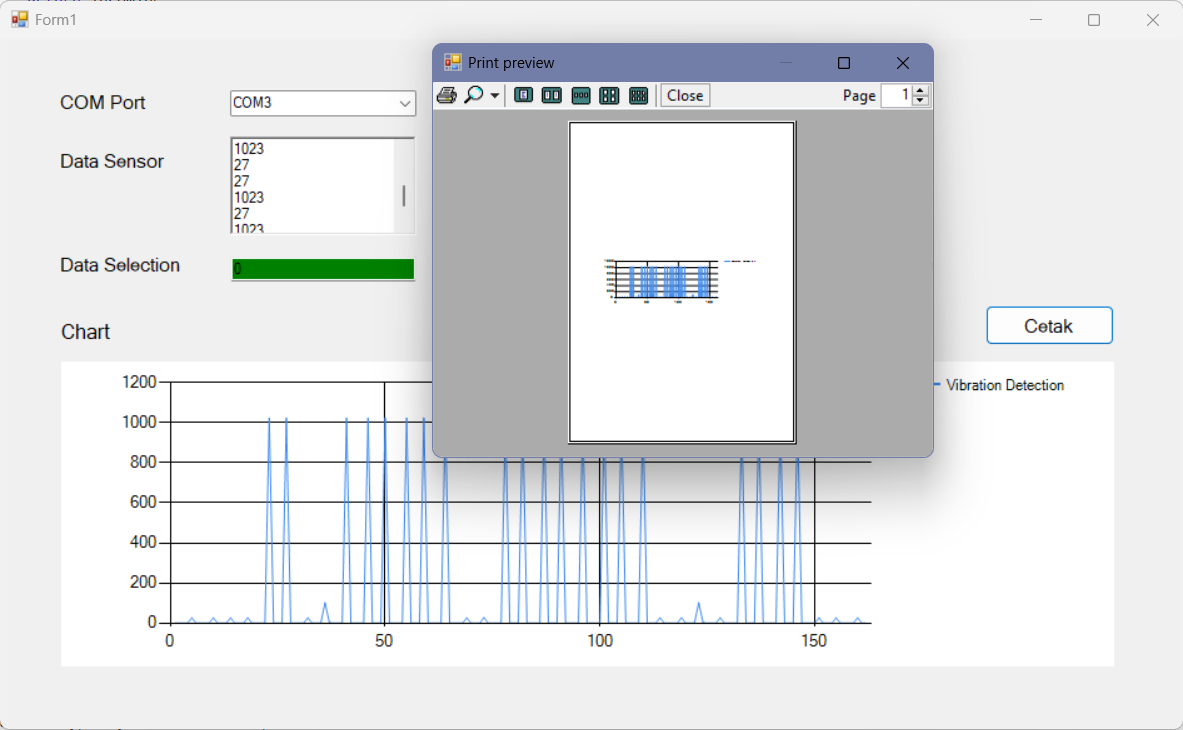 Form1
Print preview
Close
Page
1
COM Port
COM3
Data Sensor
1023
27
27
1023
27
1023
Data Selection
0
Chart
Cetak
1200
1000
800
600
400
200
0
0
50
100
150
Vibration Detection